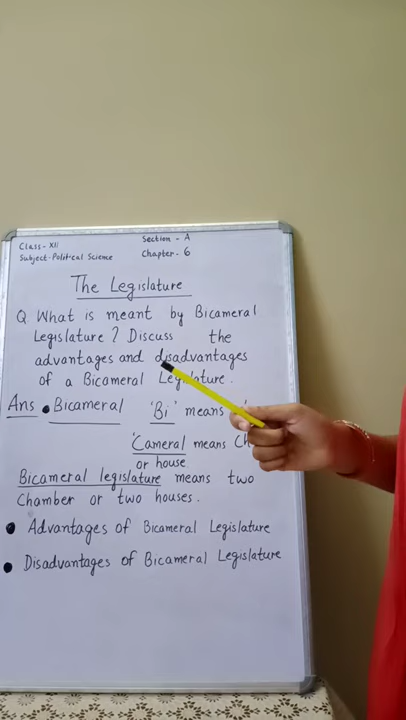 Class- XII
Subject-Political Science
Section - A
Chapter- 6
The Legislature
Q. What is meant by Bicameral
Legislature? Discuss the
advantages and disadvantages
of a Bicameral Legislature.
Ans • Bicameral 'Bi' means
'Cameral means
or house
Bicameral legislature means two
Chamber or two houses.
• Advantages of Bicameral Legislature
• Disadvantages of Bicameral Legislature